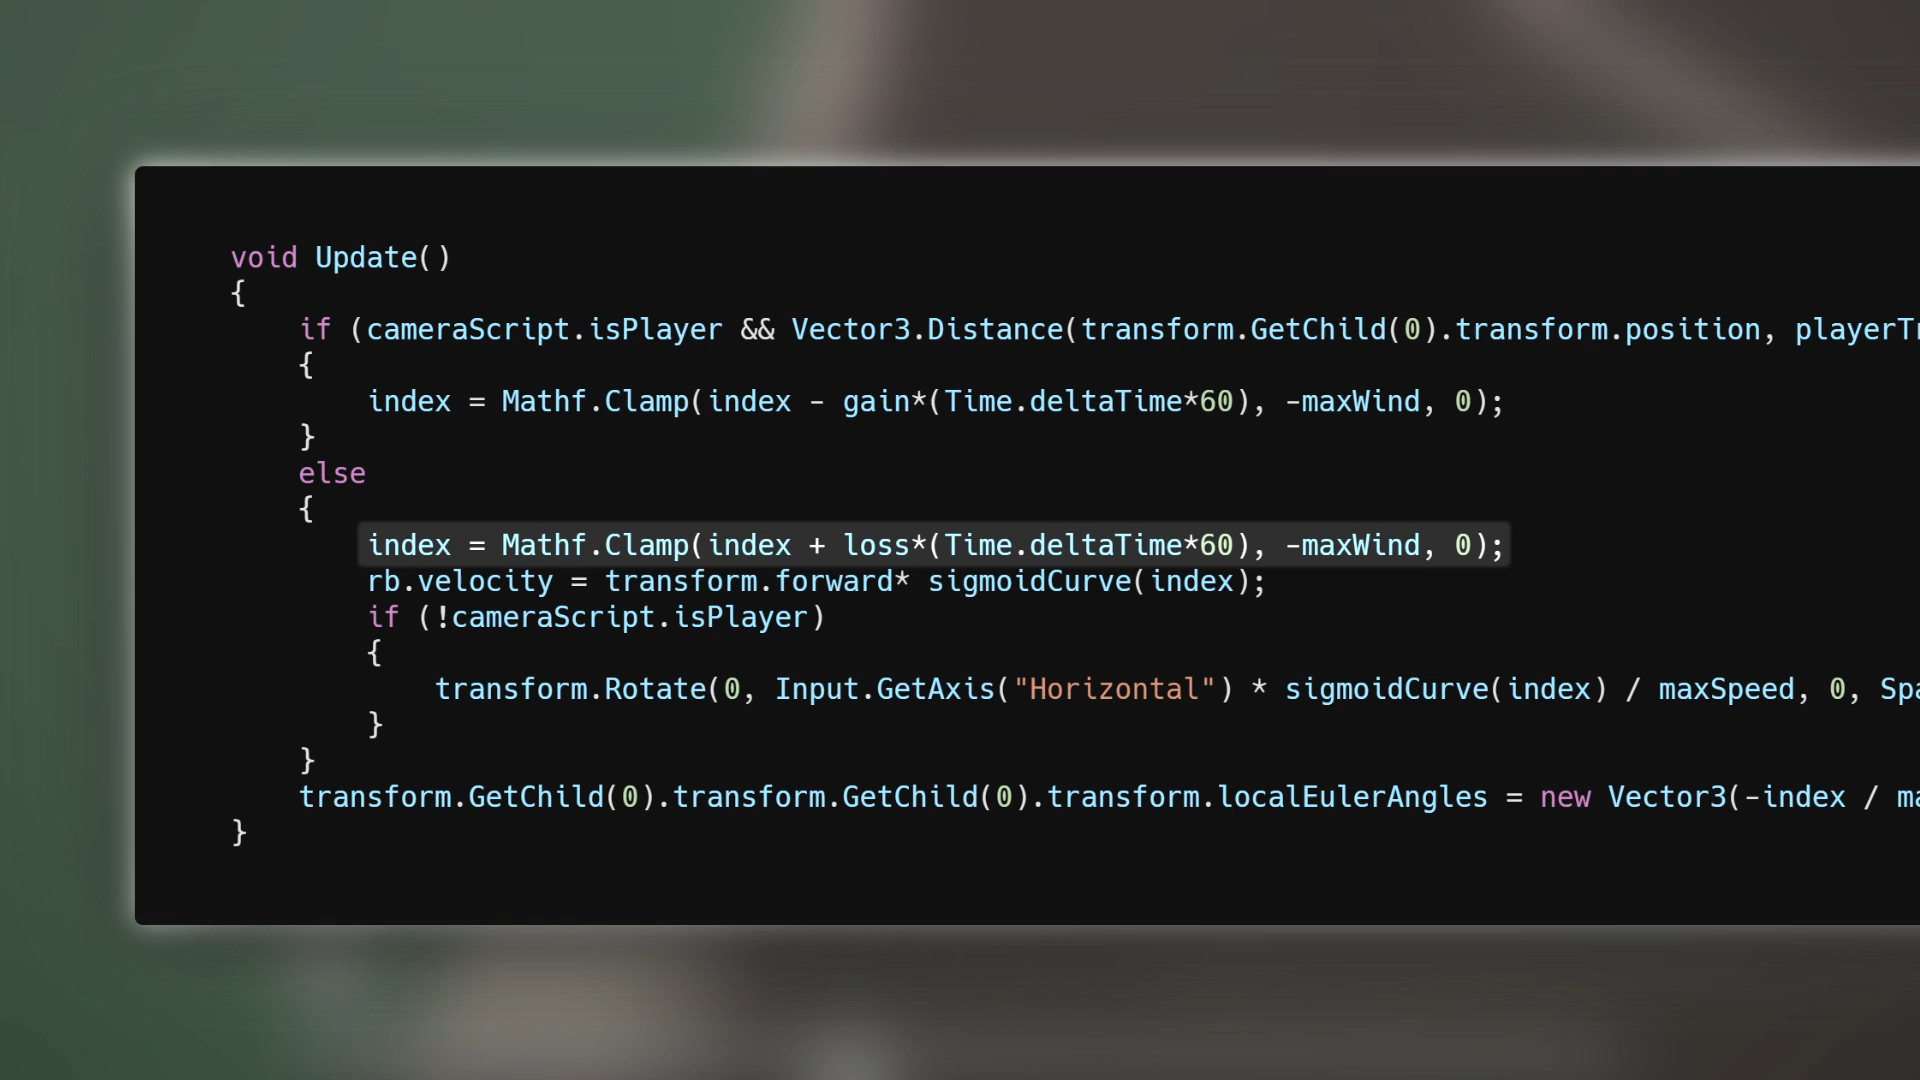 void Update()
{
if (cameraScript.isPlayer && Vector3.Distance(transform.GetChild(0).transform.position, playerTr
{
index = Mathf.Clamp(index - gain*(Time.deltaTime*60), -maxWind, 0);
}
else
{
index = Mathf.Clamp(index + loss*(Time.deltaTime*60), -maxWind, 0);
rb.velocity = transform.forward* sigmoidCurve(index);
if (!cameraScript.isPlayer)
{
transform.Rotate(0, Input.GetAxis("Horizontal") * sigmoidCurve(index) / maxSpeed, 0, Spa
}
}
transform.GetChild(0).transform.GetChild(0).transform.localEulerAngles = new Vector3(-index / ma
}